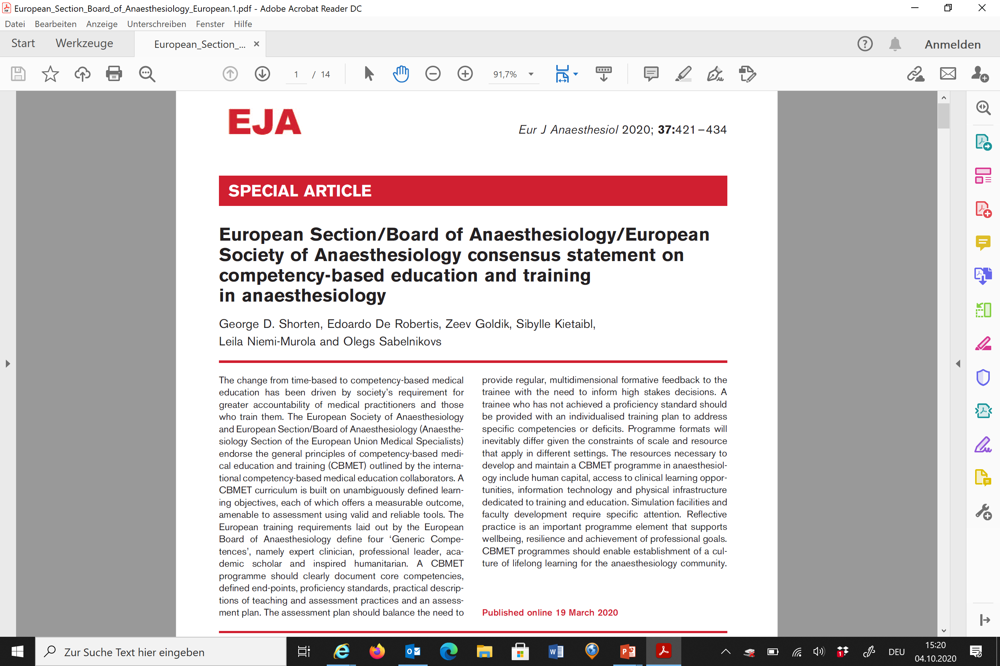 European_Section_Board_of_Anaesthesiology_European.1.pdf - Adobe Acrobat Reader DC
Datei Bearbeiten Anzeige Unterschreiben Fenster Hilfe
Start Werkzeuge European_Section_... × Anmelden
1 / 14 91,7%
EJA
Eur J Anaesthesiol 2020; 37:421–434
SPECIAL ARTICLE
European Section/Board of Anaesthesiology/European
Society of Anaesthesiology consensus statement on
competency-based education and training
in anaesthesiology
George D. Shorten, Edoardo De Robertis, Zeev Goldik, Sibylle Kietaibl,
Leila Niemi-Murola and Olegs Sabelnikovs
The change from time-based to competency-based medical
education has been driven by society's requirement for
greater accountability of medical practitioners and those
who train them. The European Society of Anaesthesiology
and European Section/Board of Anaesthesiology (Anaesthe-
siology Section of the European Union Medical Specialists)
endorse the general principles of competency-based medi-
cal education and training (CBMET) outlined by the interna-
tional competency-based medical education collaborators. A
CBMET curriculum is built on unambiguously defined learn-
ing objectives, each of which offers a measurable outcome,
amenable to assessment using valid and reliable tools. The
European training requirements laid out by the European
Board of Anaesthesiology define four 'Generic Compe-
tences', namely expert clinician, professional leader, aca-
demic scholar and inspired humanitarian. A CBMET
programme should clearly document core competencies,
defined end-points, proficiency standards, practical descrip-
tions of teaching and assessment practices and an assess-
ment plan. The assessment plan should balance the need to
provide regular, multidimensional formative feedback to the
trainee with the need to inform high stakes decisions. A
trainee who has not achieved a proficiency standard should
be provided with an individualised training plan to address
specific competencies or deficits. Programme formats will
inevitably differ given the constraints of scale and resource
that apply in different settings. The resources necessary to
develop and maintain a CBMET programme in anaesthesiol-
ogy include human capital, access to clinical learning oppor-
tunities, information technology and physical infrastructure
dedicated to training and education. Simulation facilities and
faculty development require specific attention. Reflective
practice is an important programme element that supports
wellbeing, resilience and achievement of professional goals.
CBMET programmes should enable establishment of a cul-
ture of lifelong learning for the anaesthesiology community.
Published online 19 March 2020
Zur Suche Text hier eingeben
DEU
15:20
04.10.2020